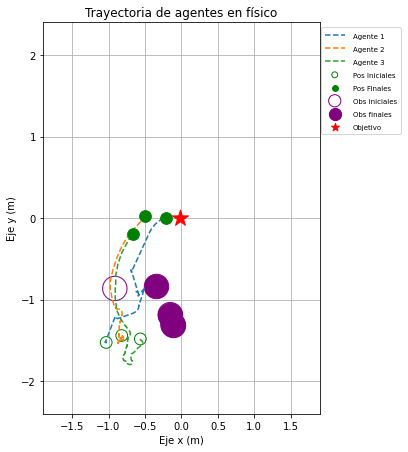 Trayectoria de agentes en físico
Agente 1
Agente 2
Agente 3
Pos Iniciales
Pos Finales
Obs Iniciales
Obs finales
Objetivo
Eje y (m)
2
1
0
−1
−2
−1.5
−1.0
−0.5
0.0
0.5
1.0
1.5
Eje x (m)